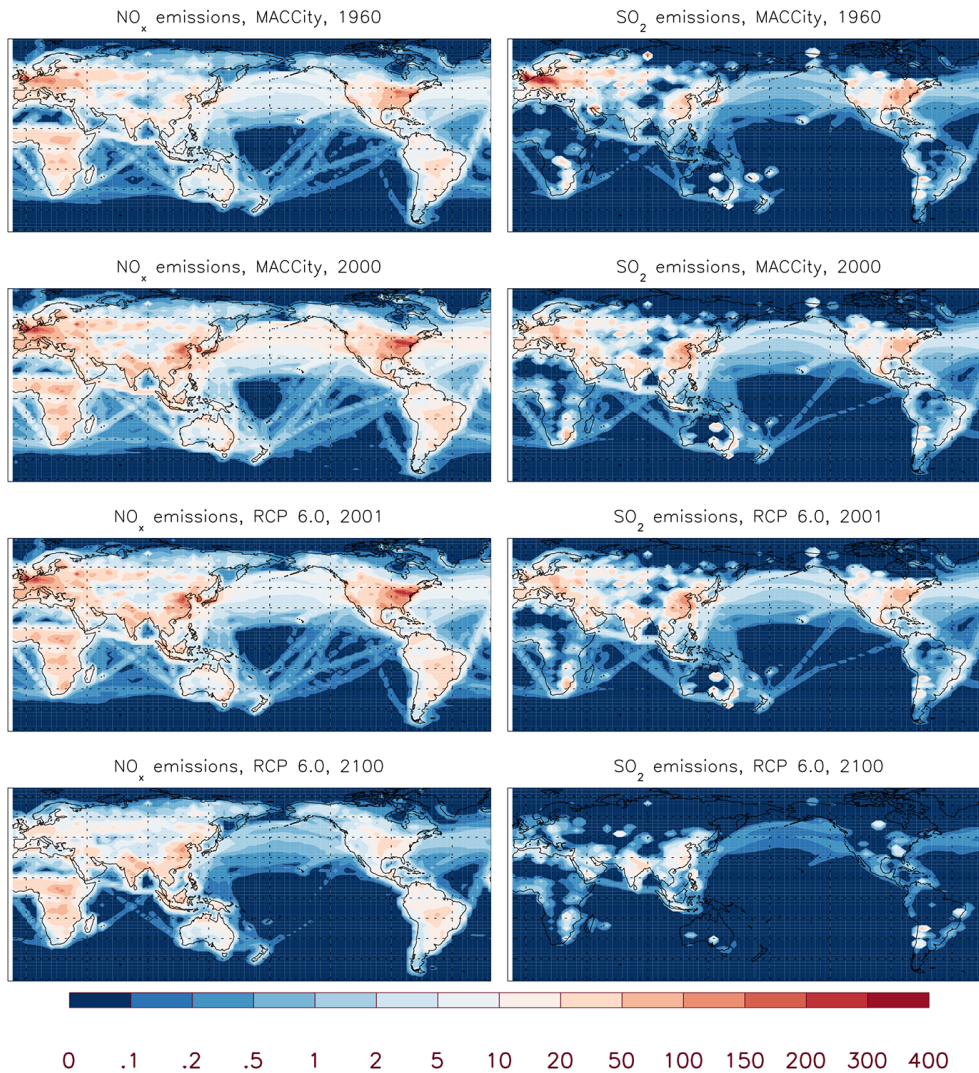 NOx emissions, MACCity, 1960
SO2 emissions, MACCity, 1960
NOx emissions, MACCity, 2000
SO2 emissions, MACCity, 2000
NOx emissions, RCP 6.0, 2001
SO2 emissions, RCP 6.0, 2001
NOx emissions, RCP 6.0, 2100
SO2 emissions, RCP 6.0, 2100
0 .1 .2 .5 1 2 5 10 20 50 100 150 200 300 400